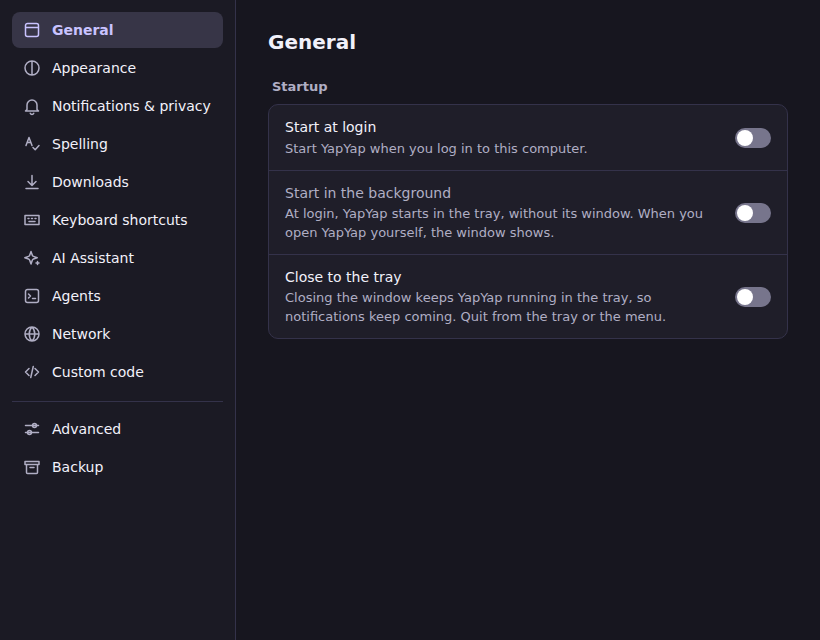 General
Appearance
Notifications & privacy
Spelling
Downloads
Keyboard shortcuts
AI Assistant
Agents
Network
Custom code
Advanced
Backup
General
Startup
Start at login
Start YapYap when you log in to this computer.
Start in the background
At login, YapYap starts in the tray, without its window. When you
open YapYap yourself, the window shows.
Close to the tray
Closing the window keeps YapYap running in the tray, so
notifications keep coming. Quit from the tray or the menu.